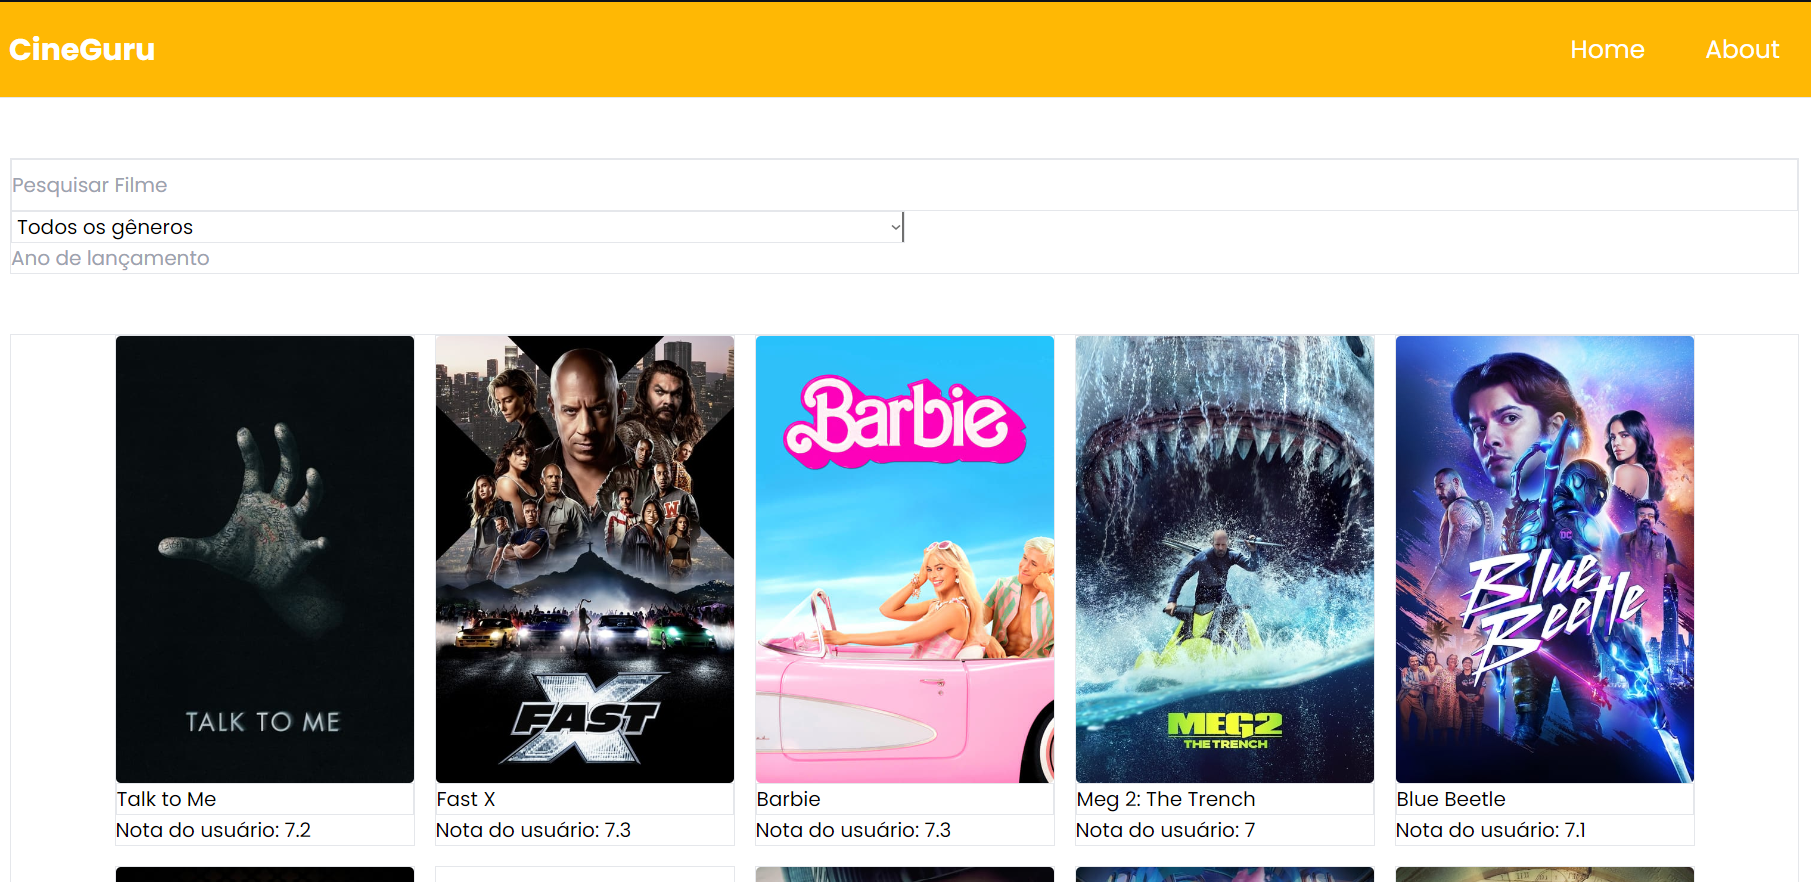 CineGuru
Home
About
Pesquisar Filme
Todos os gêneros
Ano de lançamento
TALK TO ME
FAST X
W
Barbie
MEG2
THE TRENCH
DC
Blue
Beetle
Talk to Me
Fast X
Barbie
Meg 2: The Trench
Blue Beetle
Nota do usuário: 7.2
Nota do usuário: 7.3
Nota do usuário: 7.3
Nota do usuário: 7
Nota do usuário: 7.1